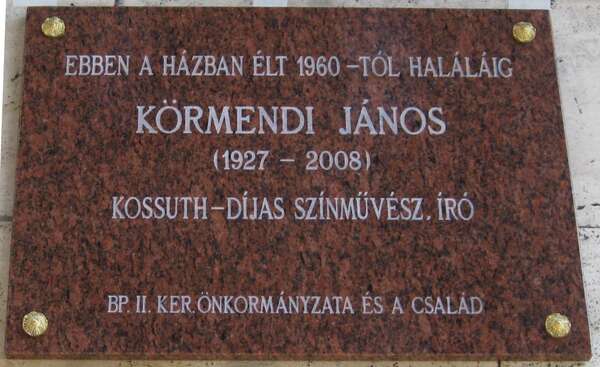 EBBEN A HÁZBAN ÉLT 1960 -TÓL HALÁLÁIG
KÖRMENDI JÁNOS
(1927 - 2008)
KOSSUTH-DÍJAS SZÍNMŰVÉSZ, ÍRÓ
BP. II. KER. ÖNKORMÁNYZATA ÉS A CSALÁD